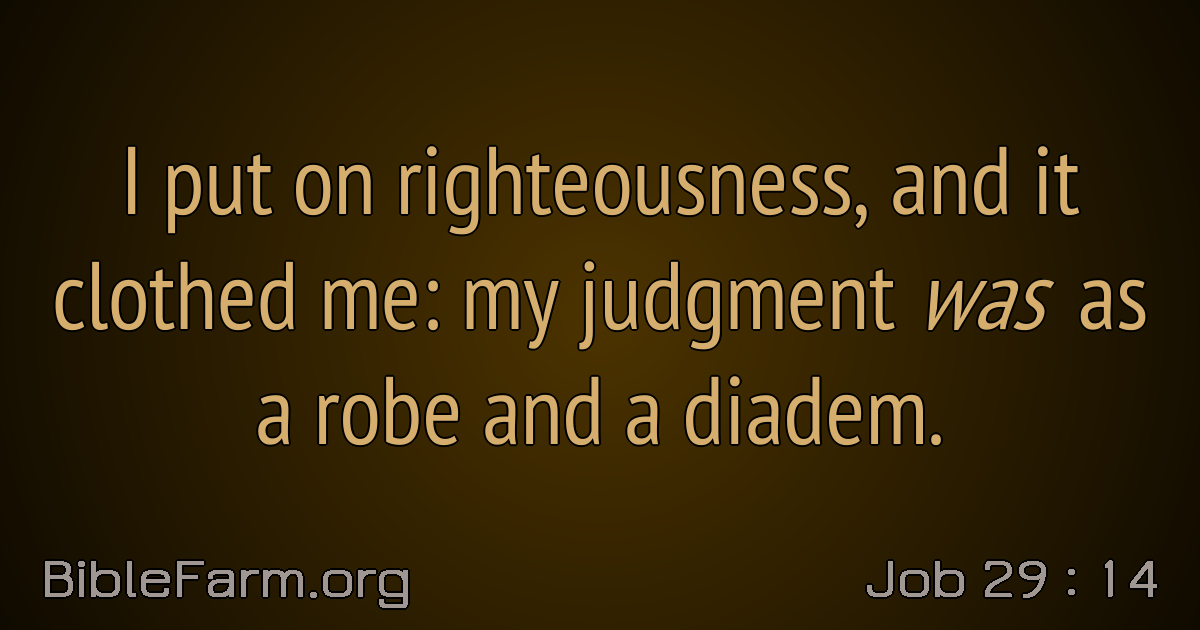 I put on righteousness, and it
clothed me: my judgment was as
a robe and a diadem.
BibleFarm.org
Job 29 : 14